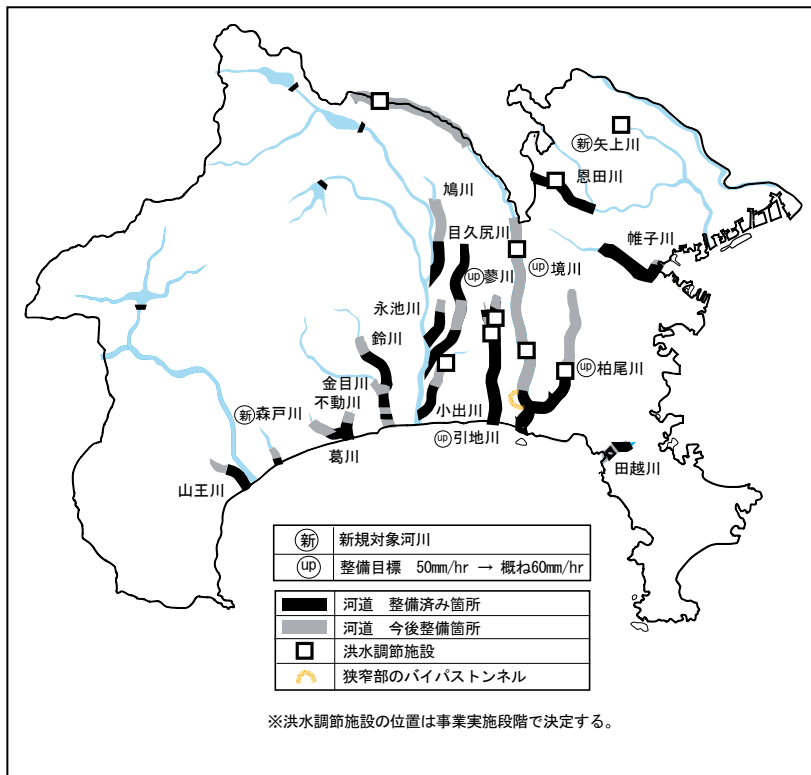 新矢上川
恩田川
鳩川
目久尻川
帷子川
up蓼川
up境川
永池川
鈴川
up柏尾川
金目川
不動川
小出川
新森戸川
up引地川
葛川
田越川
山王川
新 新規対象河川
up 整備目標 50mm/hr → 概ね60mm/hr
河道 整備済み箇所
河道 今後整備箇所
洪水調節施設
狭窄部のバイパストンネル
※洪水調節施設の位置は事業実施段階で決定する。